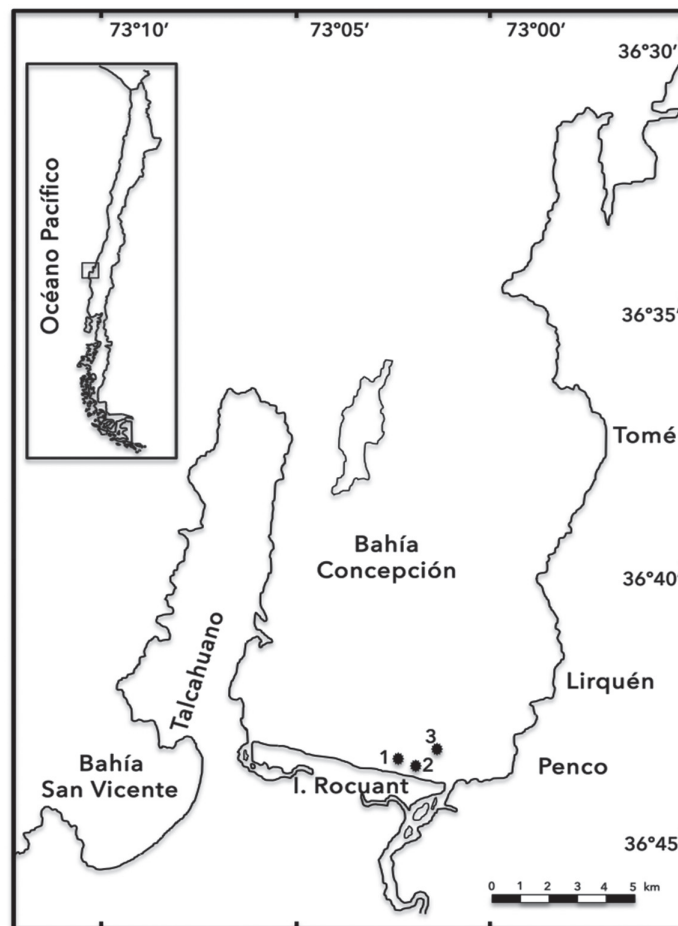 73°10' 73°05' 73°00'
36°30'
Océano Pacífico
36°35'
Tomé
Bahía
Concepción
36°40'
Talcahuano
Lirquén
3
1
2
Bahía
San Vicente
I. Rocuant
Penco
36°45'
0 1 2 3 4 5 km